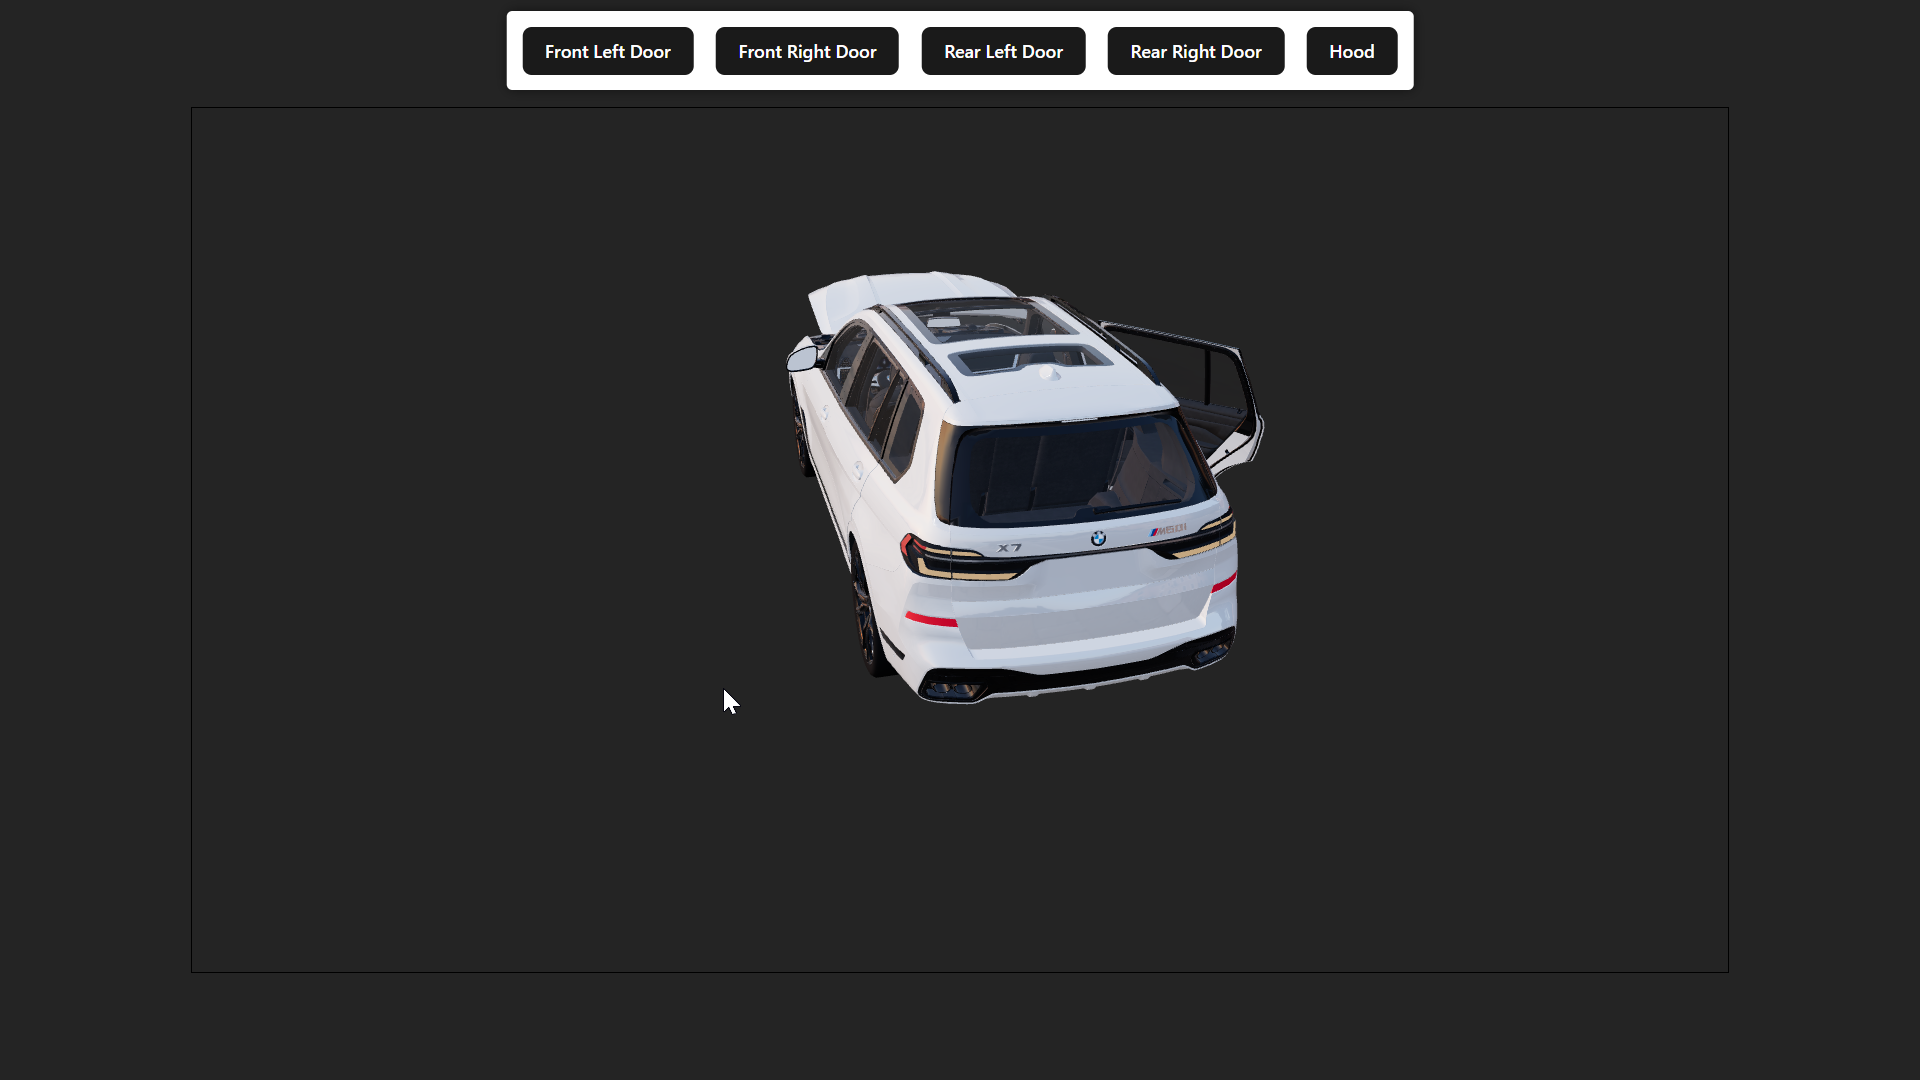 Front Left Door
Front Right Door
Rear Left Door
Rear Right Door
Hood
X7
M60i